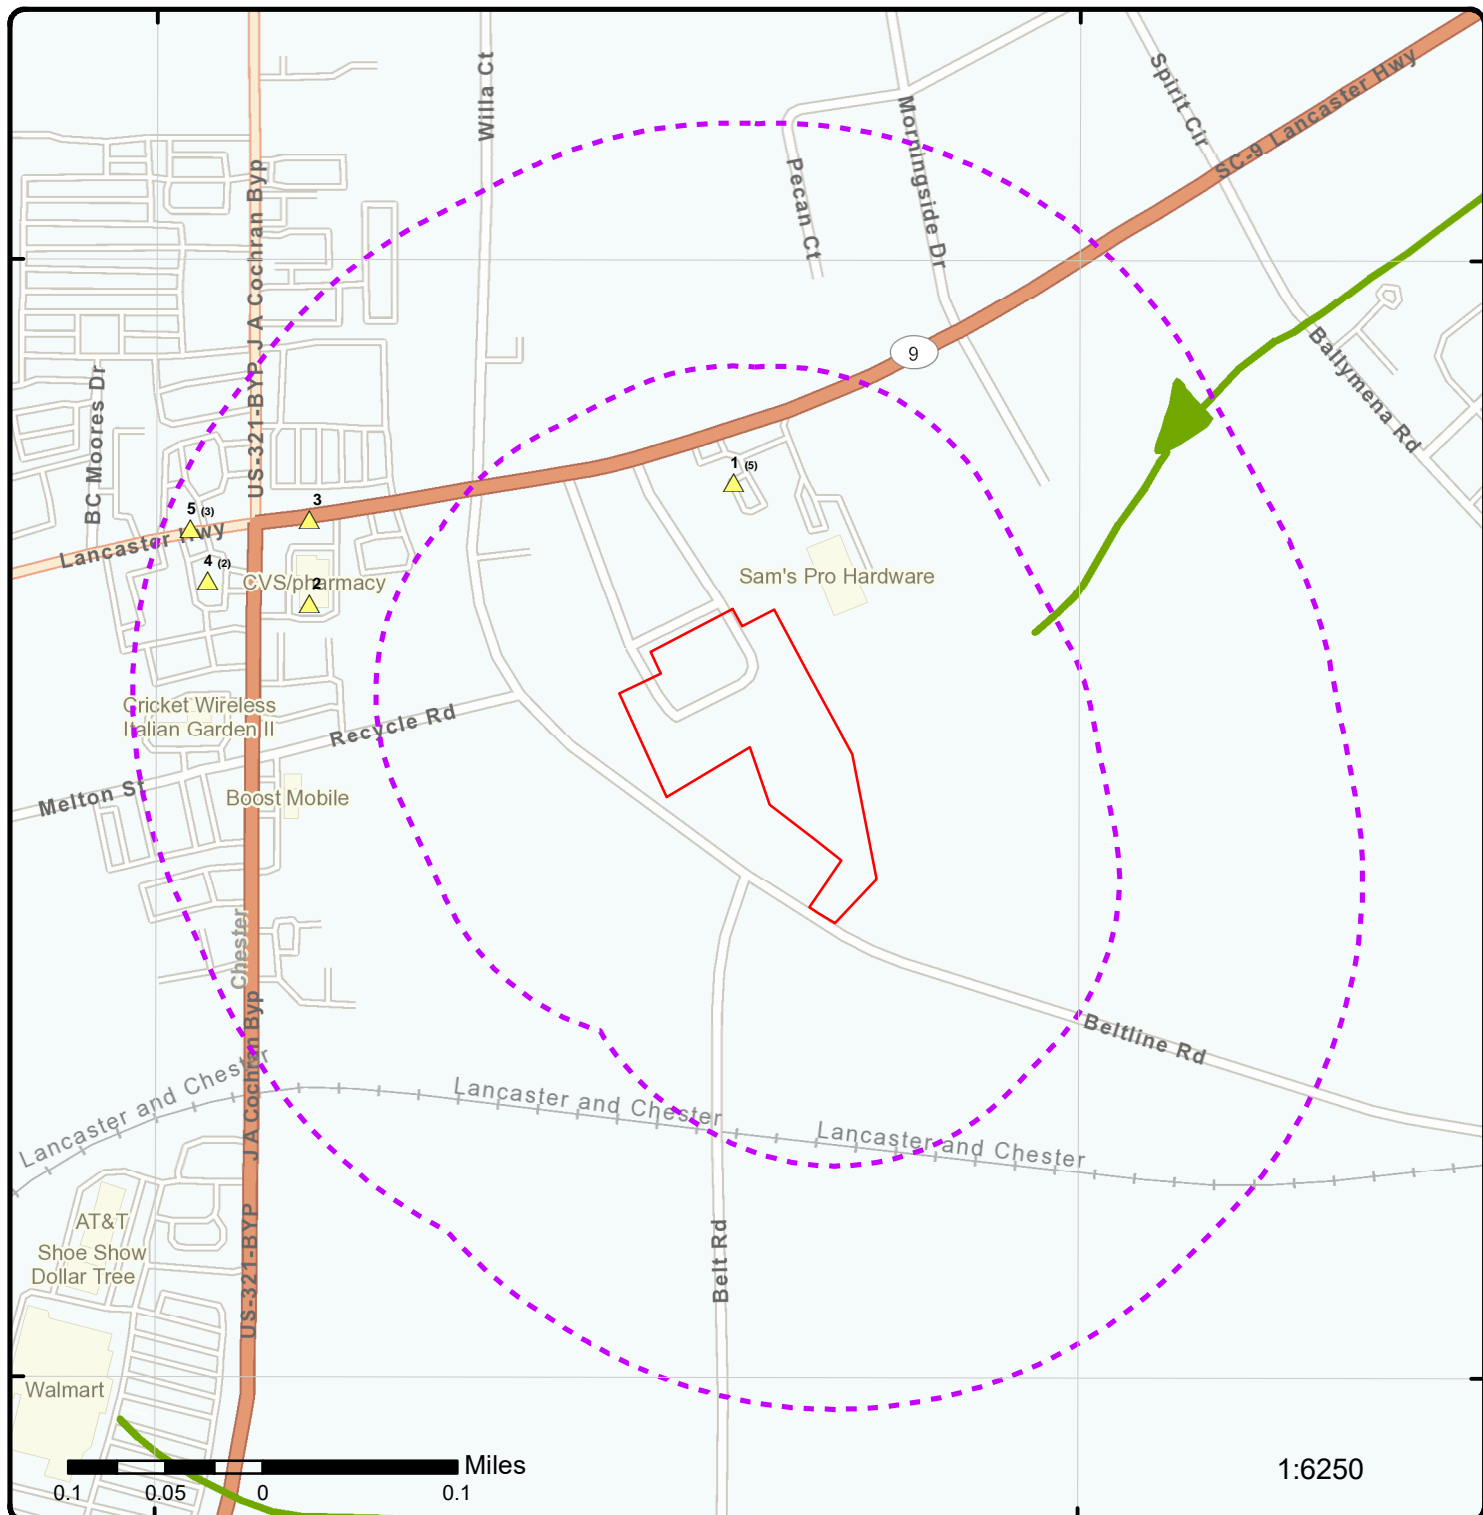 Willa Ct
Spirit Cir
SC-9 Lancaster Hwy
Morningside Dr
Pecan Ct
US-321-BYP J A Cochran Byp
9
Ballymena Rd
BC Moores Dr
1 (5)
3
5 (3)
Lancaster Hwy
4 (2)
CVS/pharmacy
2
Sam's Pro Hardware
Cricket Wireless
Italian Garden II
Recycle Rd
Melton St
Boost Mobile
Chester
J A Cochran Byp
Beltline Rd
Lancaster and Chester
Lancaster and Chester
Lancaster and Chester
AT&T
Shoe Show
Dollar Tree
US-321-BYP
Belt Rd
Walmart
Miles
0.1 0.05 0 0.1
1:6250